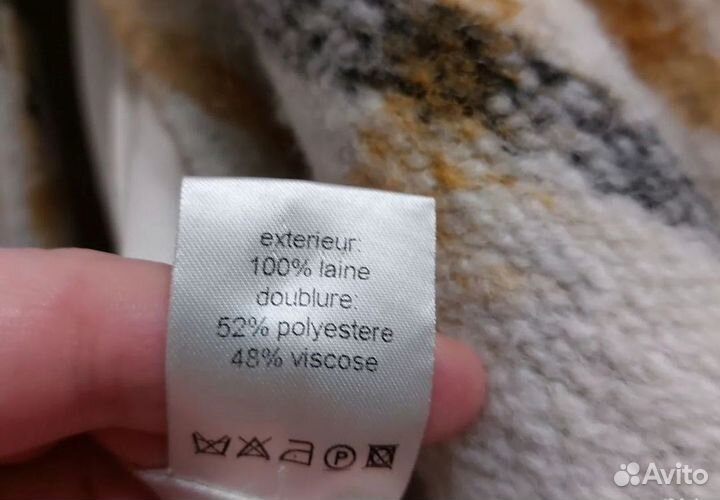 exterieur:
100% laine
doublure:
52% polyestere
48% viscose
P
Avito